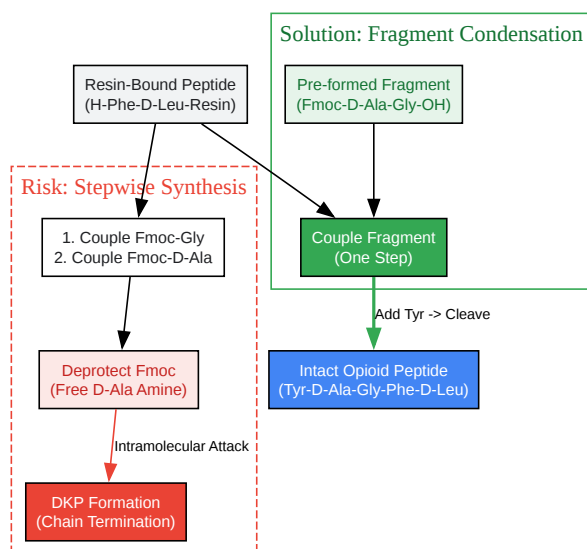 Solution: Fragment Condensation
Resin-Bound Peptide
(H-Phe-D-Leu-Resin)
Pre-formed Fragment
(Fmoc-D-Ala-Gly-OH)
Risk: Stepwise Synthesis
1. Couple Fmoc-Gly
2. Couple Fmoc-D-Ala
Couple Fragment
(One Step)
Add Tyr -> Cleave
Deprotect Fmoc
(Free D-Ala Amine)
Intact Opioid Peptide
(Tyr-D-Ala-Gly-Phe-D-Leu)
Intramolecular Attack
DKP Formation
(Chain Termination)